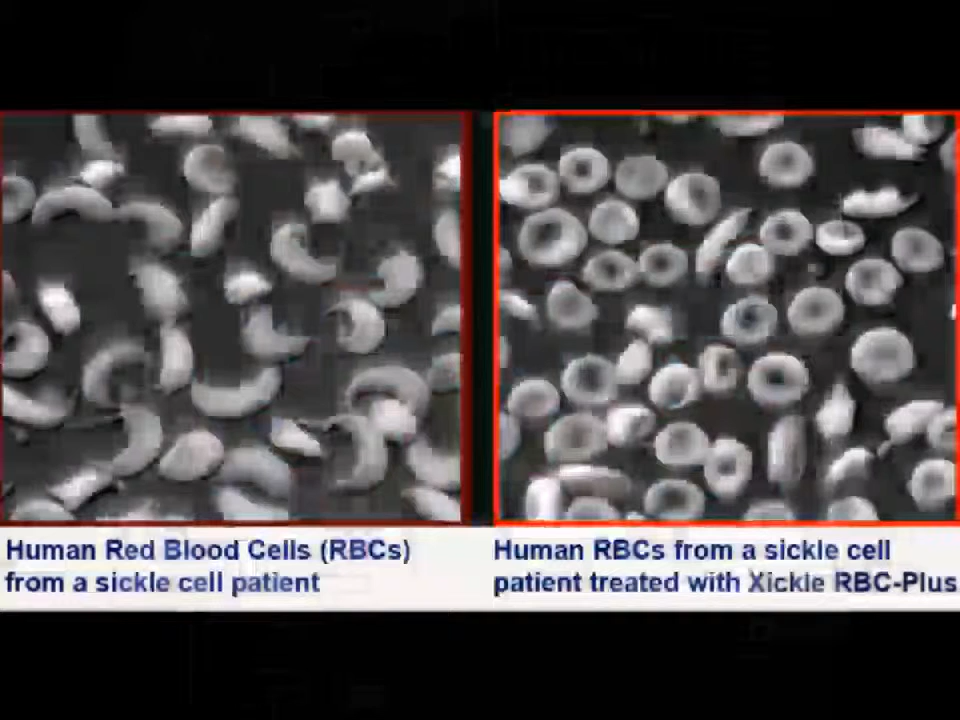 Human Red Blood Cells (RBCs)
from a sickle cell patient
Human RBCs from a sickle cell
patient treated with Xickle RBC-Plus